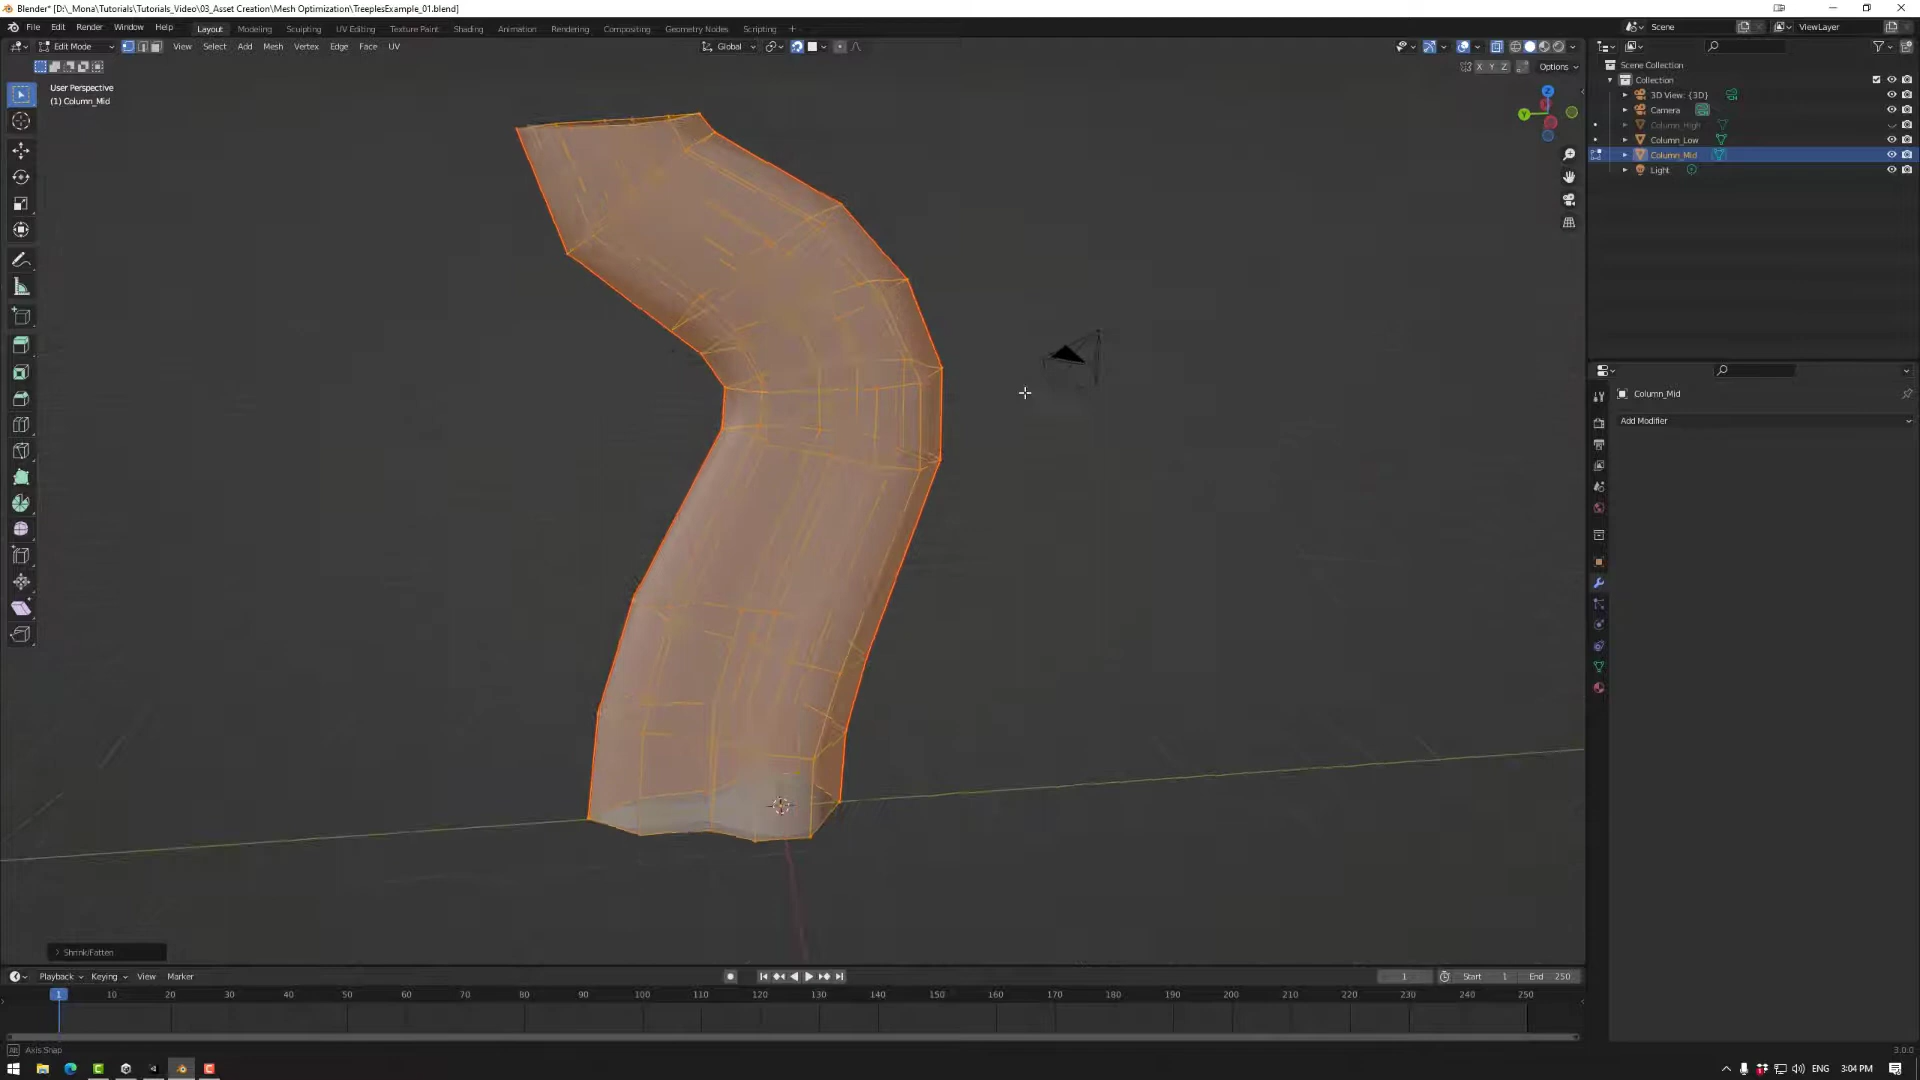 Blender* [D:\_Mona\Tutorials\Tutorials_Video\03_Asset Creation\Mesh Optimization\TreeplesExample_01.blend]
File Edit Render Window Help Layout Modeling Sculpting UV Editing Texture Paint Shading Animation Rendering Compositing Geometry Nodes Scripting + Scene ViewLayer
Edit Mode View Select Add Mesh Vertex Edge Face UV Global
X Y Z Options
User Perspective
(1) Column_Mid
Scene Collection
Collection
3D View: {3D}
Camera
Column_High
Column_Low
Column_Mid
Light
Z
Y
Column_Mid
Add Modifier
Shrink/Fatten
Playback Keying View Marker 1 Start 1 End 250
1 10 20 30 40 50 60 70 80 90 100 110 120 130 140 150 160 170 180 190 200 210 220 230 240 250
Axis Snap 3.0.0
ENG 3:04 PM